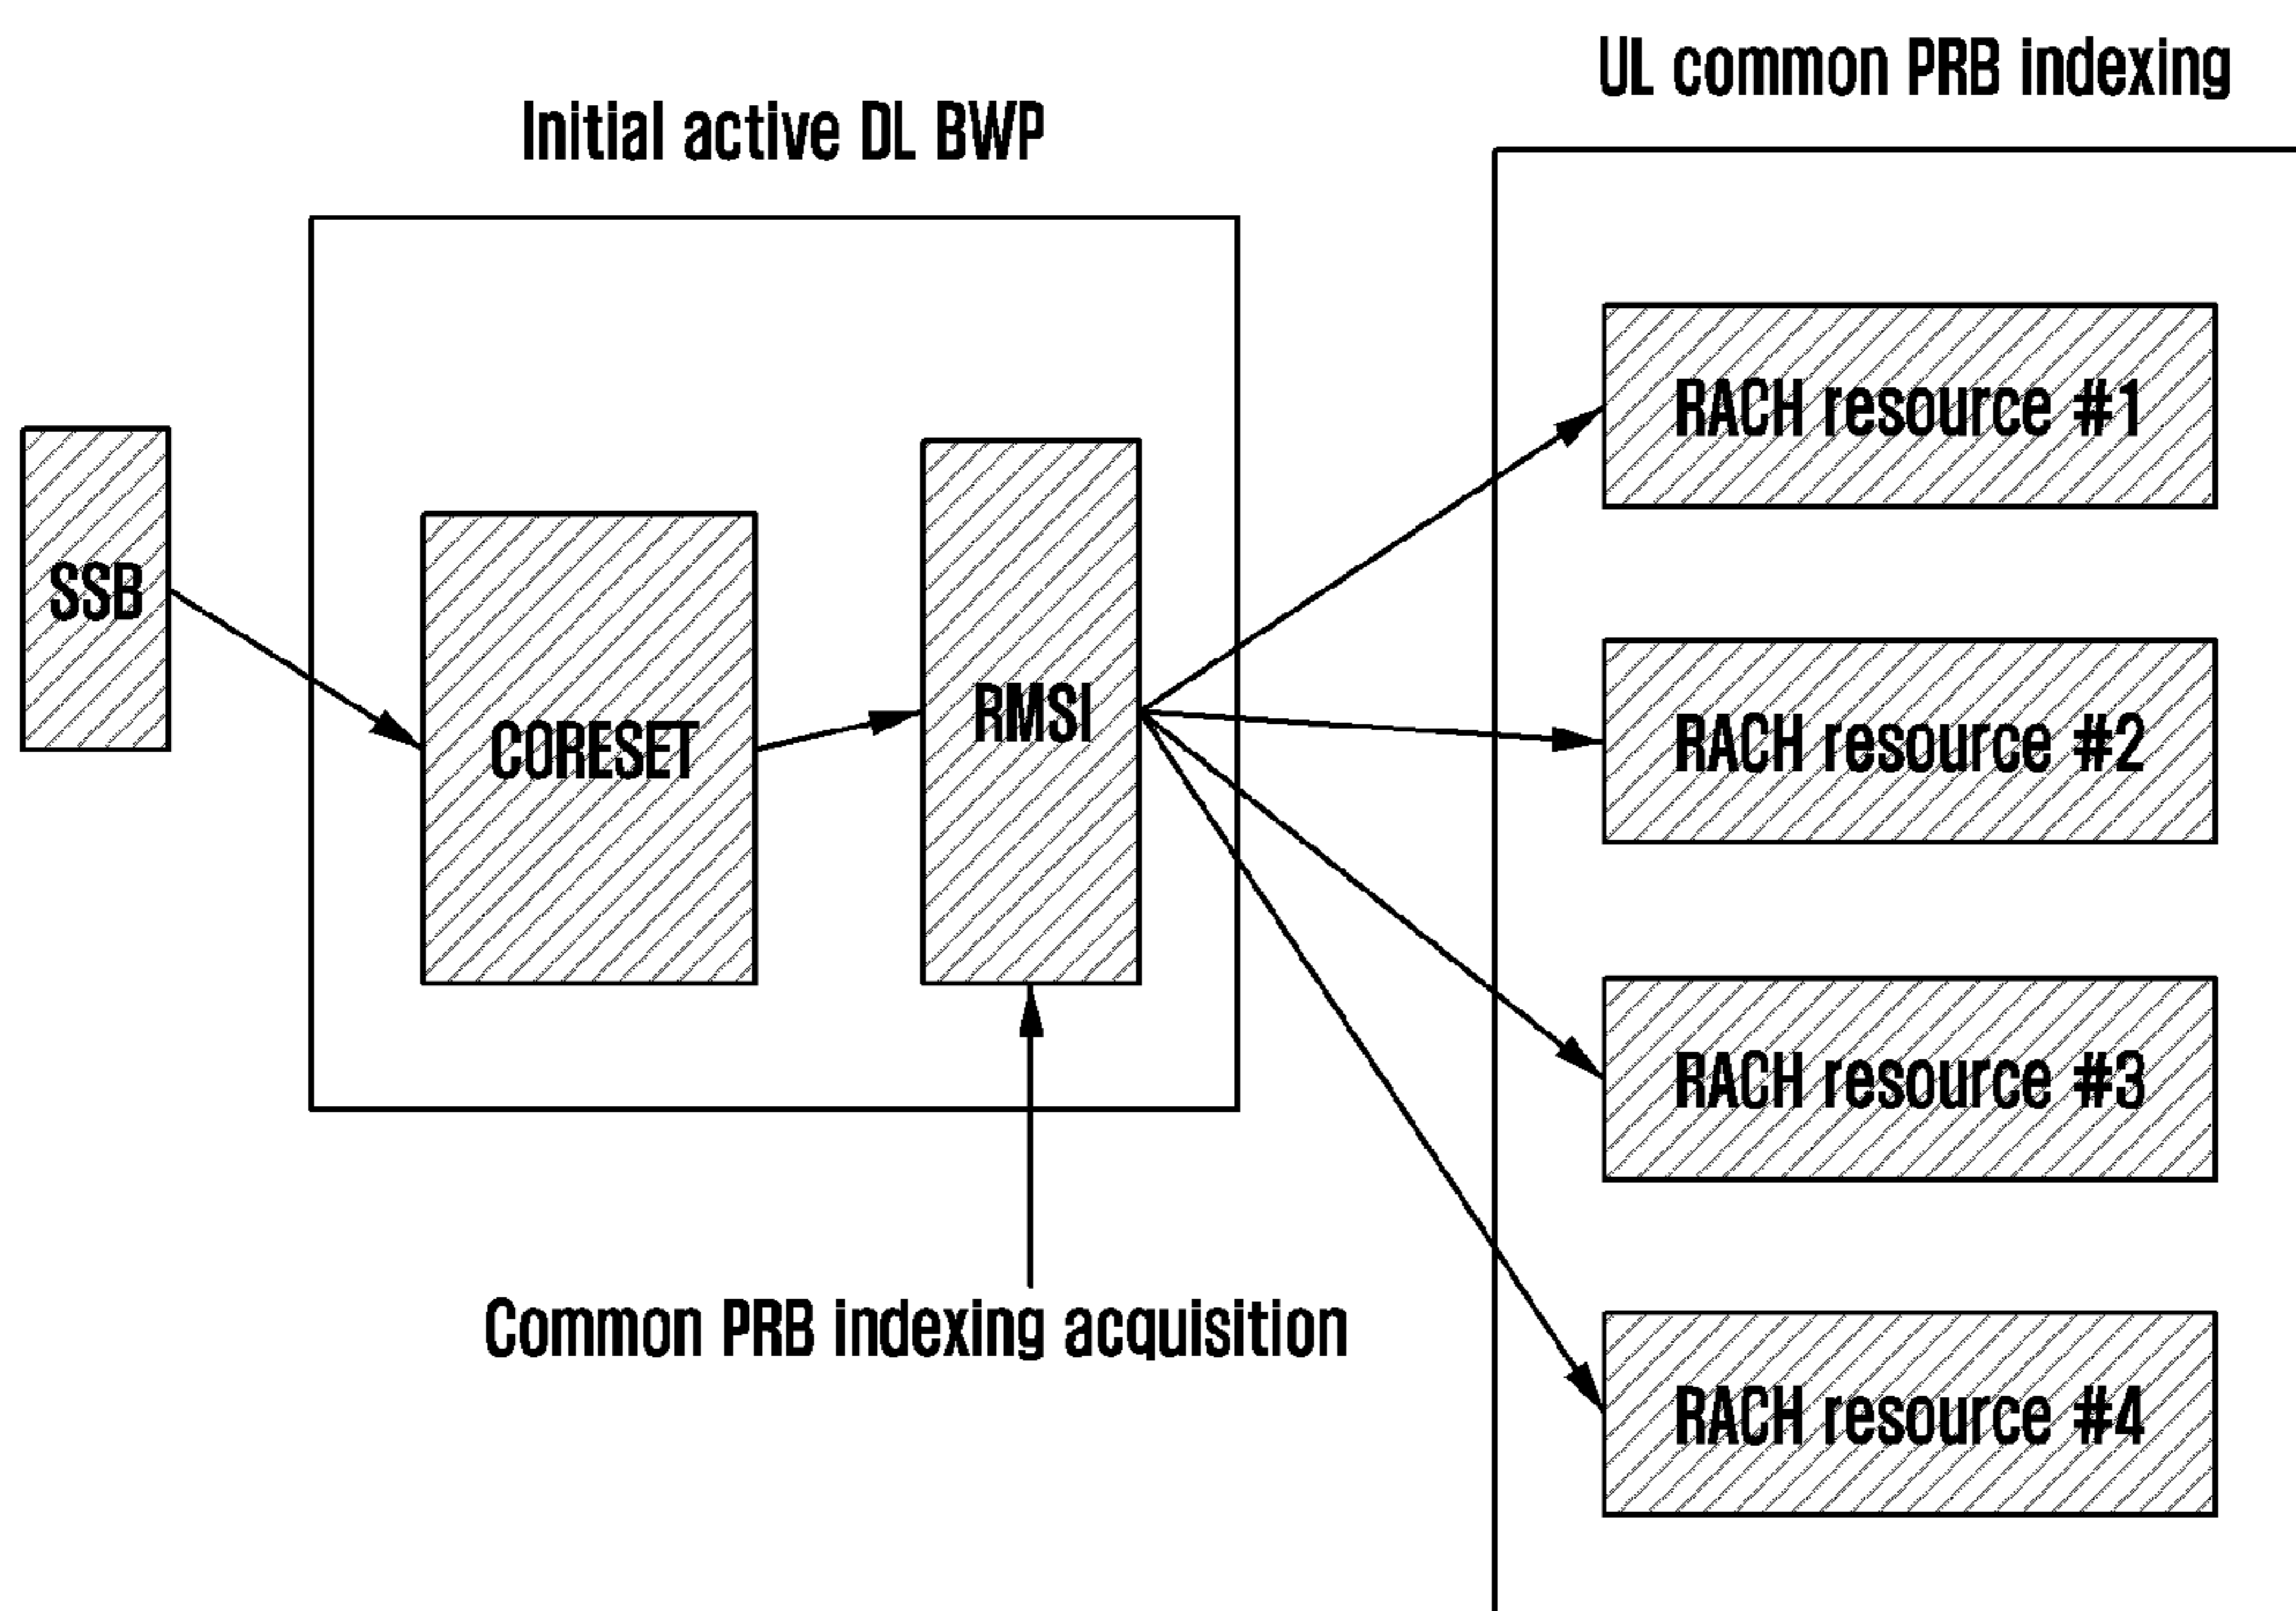 UL common PRB indexing
Initial active DL BWP
SSB
CORESET
RMSI
RACH resource #1
RACH resource #2
RACH resource #3
RACH resource #4
Common PRB indexing acquisition